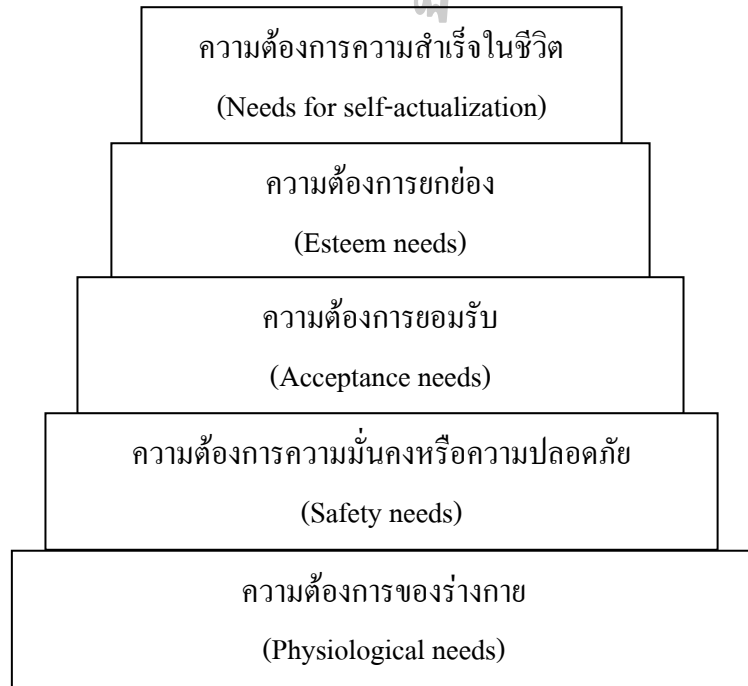 ความต้องการความสำเร็จในชีวิต
(Needs for self-actualization)
ความต้องการยกย่อง
(Esteem needs)
ความต้องการยอมรับ
(Acceptance needs)
ความต้องการความมั่นคงหรือความปลอดภัย
(Safety needs)
ความต้องการของร่างกาย
(Physiological needs)